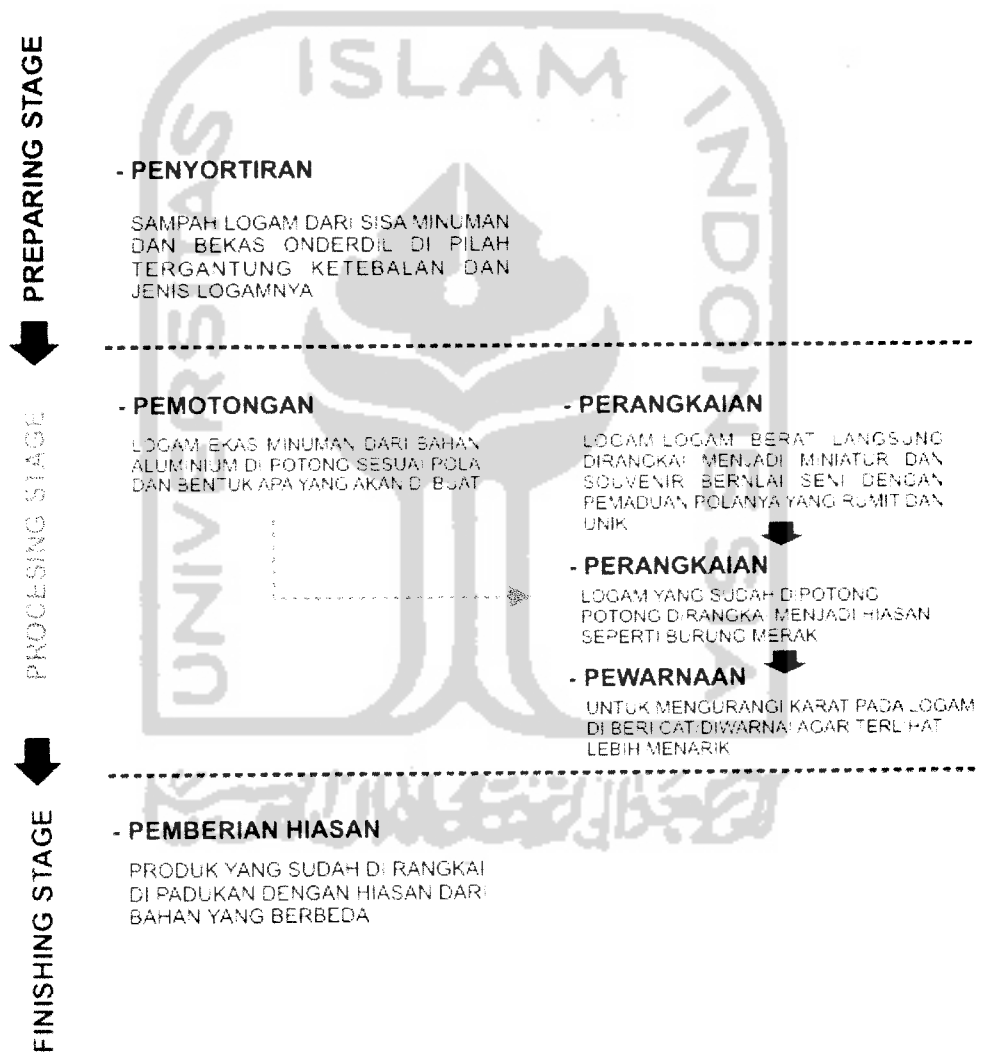 PREPARING STAGE
- PENYORTIRAN
SAMPAH LOGAM DARI SISA MINUMAN
DAN BEKAS ONDERDIL DI PILAH
TERGANTUNG KETEBALAN DAN
JENIS LOGAMNYA
PROCESING STAGE
- PEMOTONGAN
LOGAM EKAS MINUMAN DARI BAHAN
ALUMINIUM DI POTONG SESUAI POLA
DAN BENTUK APA YANG AKAN DI BUAT
- PERANGKAIAN
LOGAM-LOGAM BERAT LANGSUNG
DIRANGKAI MENJADI MINIATUR DAN
SOUVENIR BERNLAI SENI DENGAN
PEMADUAN POLANYA YANG RUMIT DAN
UNIK
- PERANGKAIAN
LOGAM YANG SUDAH DIPOTONG
POTONG DIRANGKAI MENJADI HIASAN
SEPERTI BURUNG MERAK
- PEWARNAAN
UNTUK MENGURANGI KARAT PADA LOGAM
DI BERI CAT/DIWARNAI AGAR TERLIHAT
LEBIH MENARIK
FINISHING STAGE
- PEMBERIAN HIASAN
PRODUK YANG SUDAH DI RANGKAI
DI PADUKAN DENGAN HIASAN DARI
BAHAN YANG BERBEDA
UNIVERSITAS
ISLAM
INDONESIA